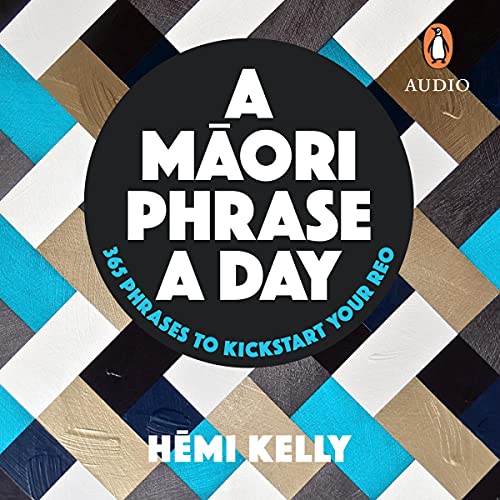 AUDIO
A
MĀORI
PHRASE
A DAY
365 PHRASES TO KICKSTART YOUR REO
HĒMI KELLY